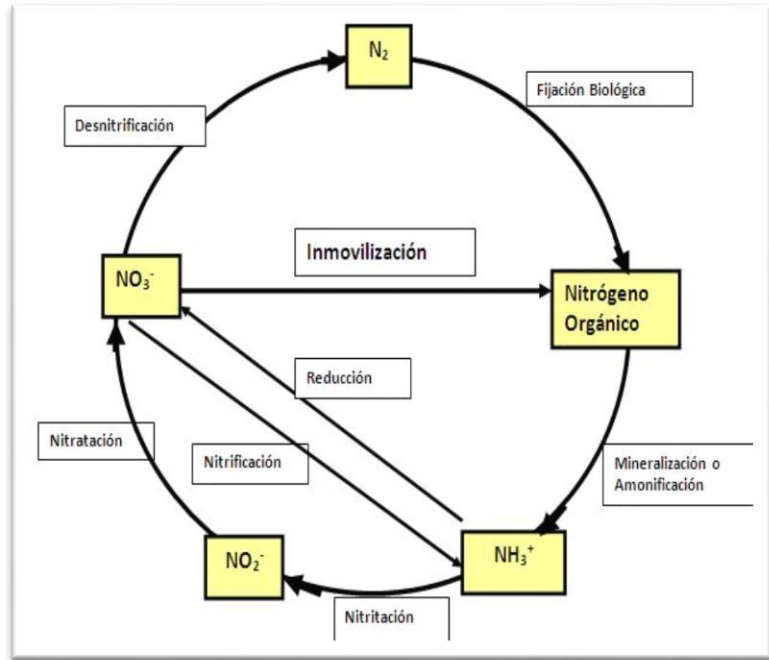 N₂
Fijación Biológica
Desnitrificación
Inmovilización
NO₃⁻
Nitrógeno
Orgánico
Reducción
Nitratación
Nitrificación
Mineralización o
Amonificación
NO₂⁻
NH₃⁺
Nitritación